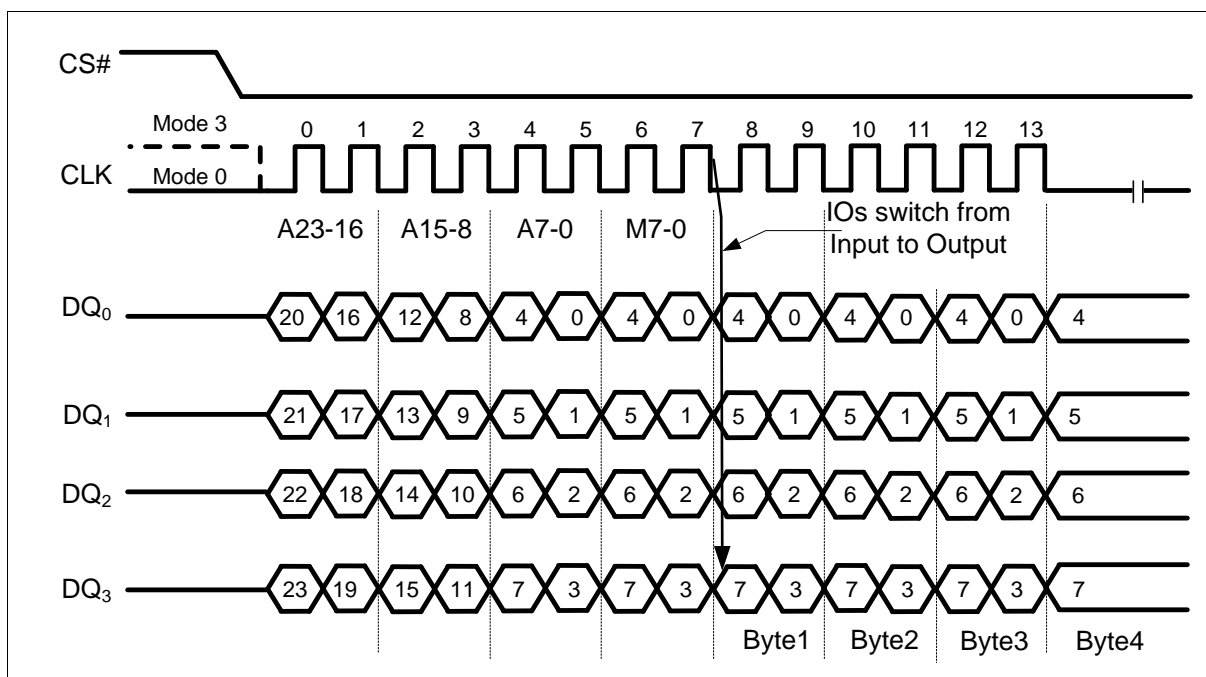 CS#
Mode 3
0 1 2 3 4 5 6 7 8 9 10 11 12 13
CLK
Mode 0
A23-16 A15-8 A7-0 M7-0
IOs switch from
Input to Output
DQ0 20 16 12 8 4 0 4 0 4 0 4 0 4 0 4
DQ1 21 17 13 9 5 1 5 1 5 1 5 1 5 1 5
DQ2 22 18 14 10 6 2 6 2 6 2 6 2 6 2 6
DQ3 23 19 15 11 7 3 7 3 7 3 7 3 7 3 7
Byte1 Byte2 Byte3 Byte4